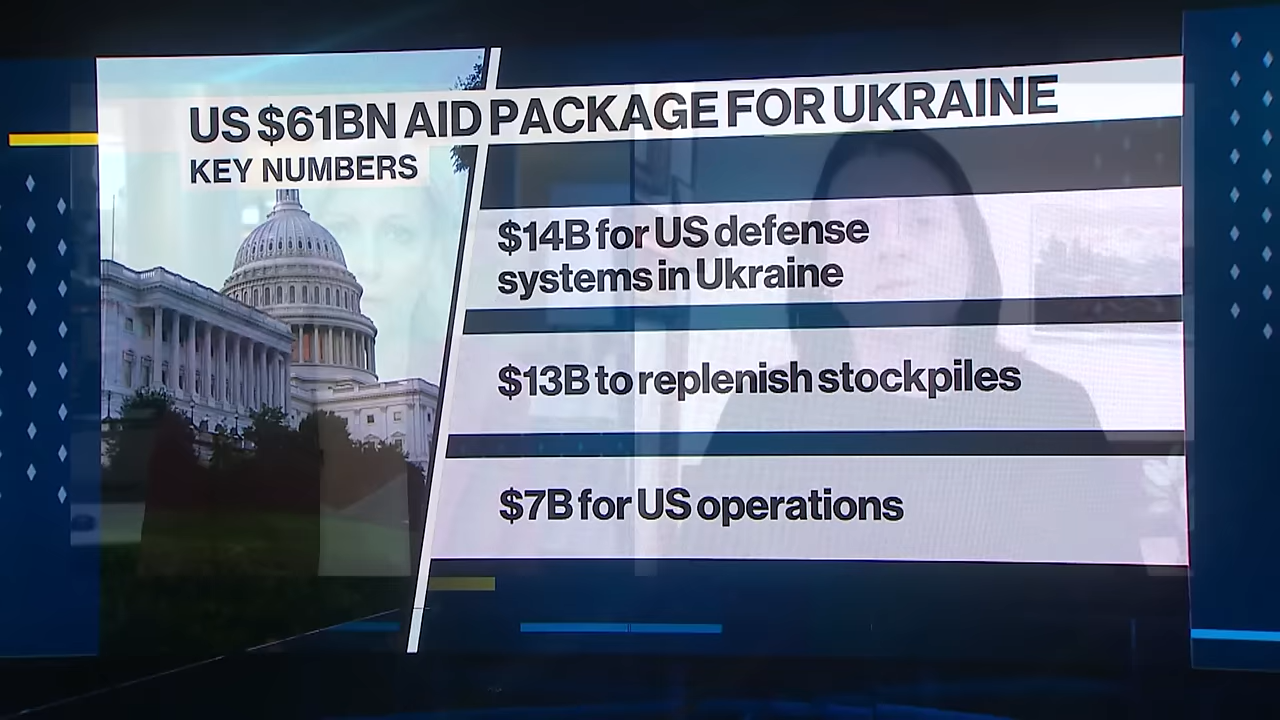 US $61BN AID PACKAGE FOR UKRAINE
KEY NUMBERS
$14B for US defense
systems in Ukraine
$13B to replenish stockpiles
$7B for US operations